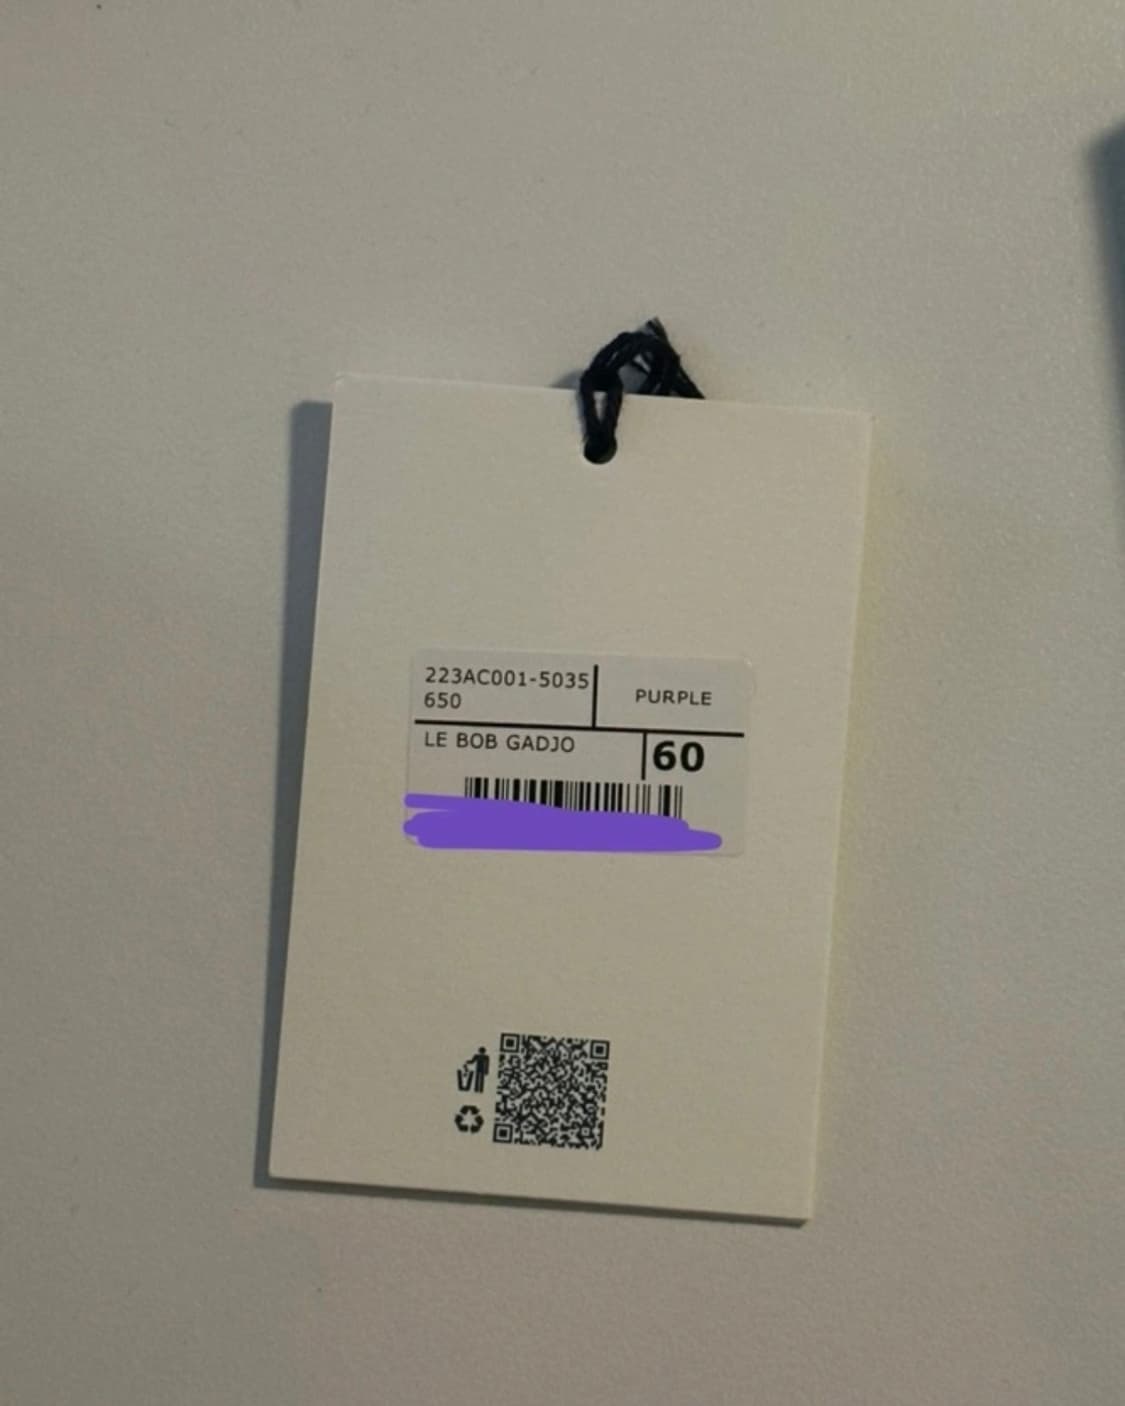 223AC001-5035
650
PURPLE
LE BOB GADJO
60